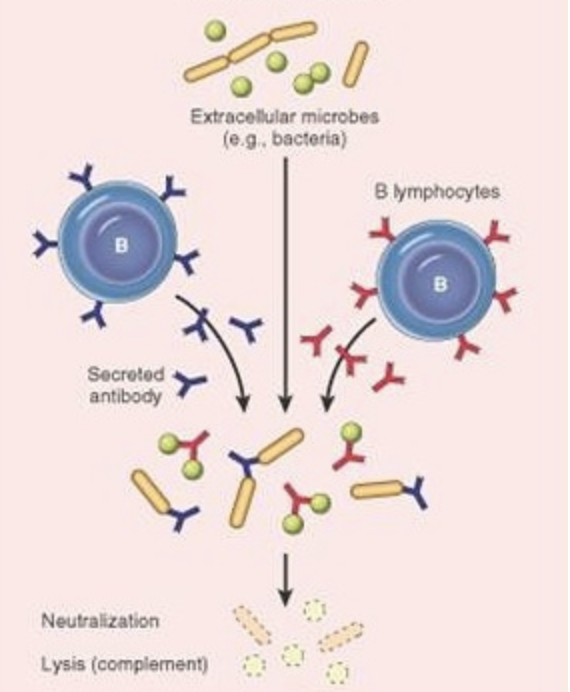 Extracellular microbes
(e.g., bacteria)
B lymphocytes
B
B
Secreted
antibody
Neutralization
Lysis (complement)